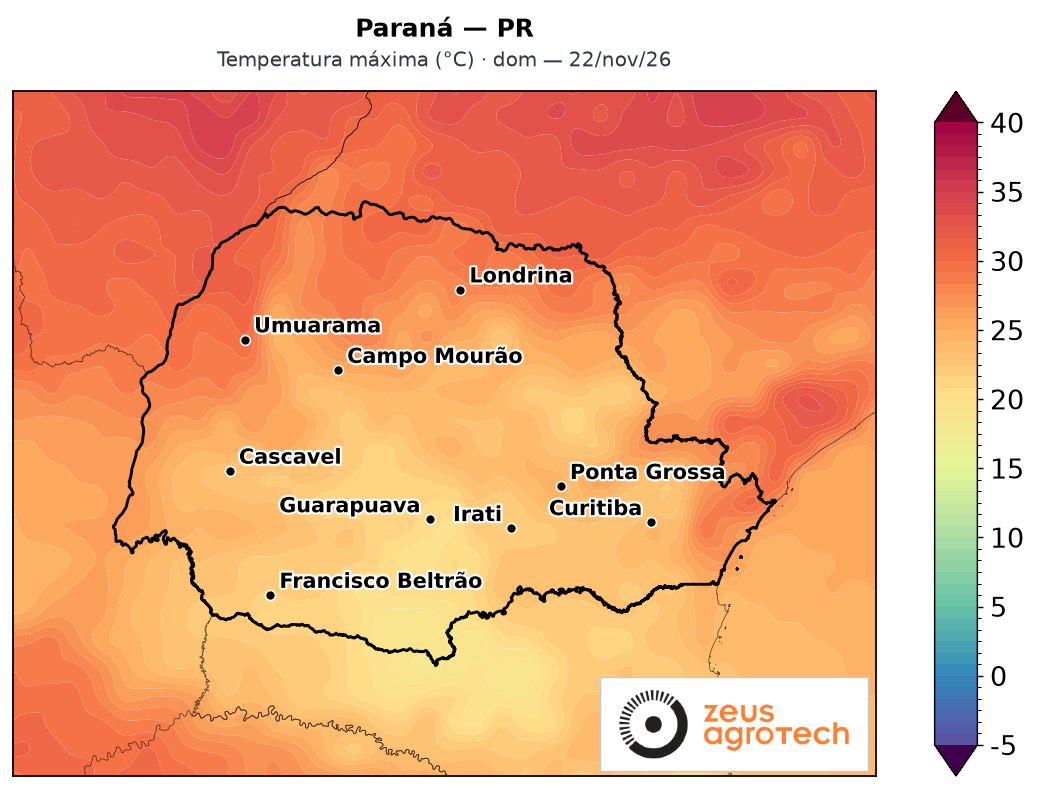 Paraná — PR
Temperatura máxima (°C) · dom — 22/nov/26
Londrina
Umuarama
Campo Mourão
Cascavel
Ponta Grossa
Guarapuava
Irati
Curitiba
Francisco Beltrão
zeus
agrotech
40
35
30
25
20
15
10
5
0
-5